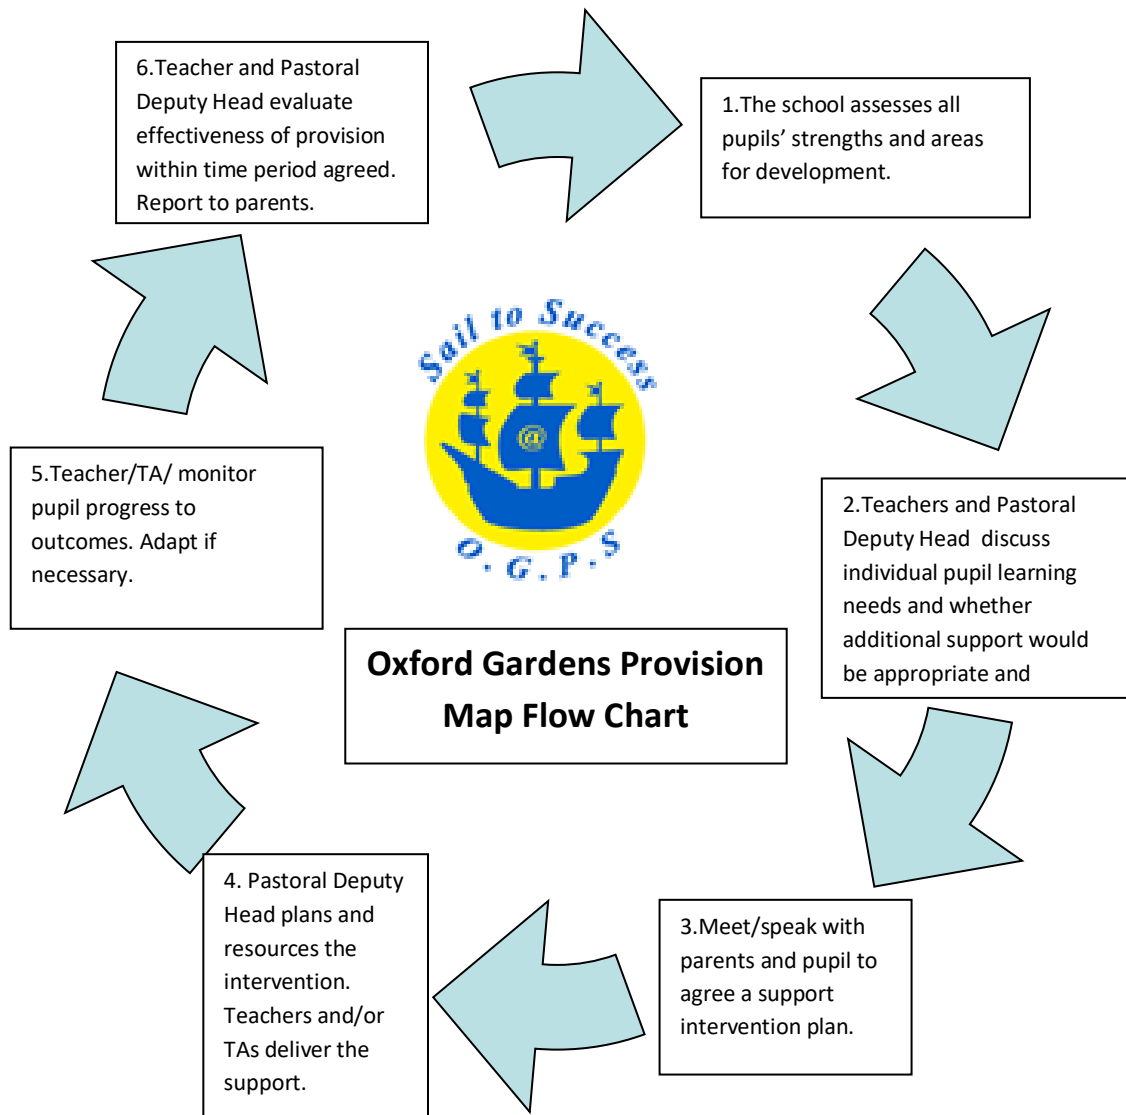 6.Teacher and Pastoral
Deputy Head evaluate
effectiveness of provision
within time period agreed.
Report to parents.
1.The school assesses all
pupils’ strengths and areas
for development.
Sail to Success
@
O.G.P.S
5.Teacher/TA/ monitor
pupil progress to
outcomes. Adapt if
necessary.
2.Teachers and Pastoral
Deputy Head  discuss
individual pupil learning
needs and whether
additional support would
be appropriate and
Oxford Gardens Provision
Map Flow Chart
4. Pastoral Deputy
Head plans and
resources the
intervention.
Teachers and/or
TAs deliver the
support.
3.Meet/speak with
parents and pupil to
agree a support
intervention plan.